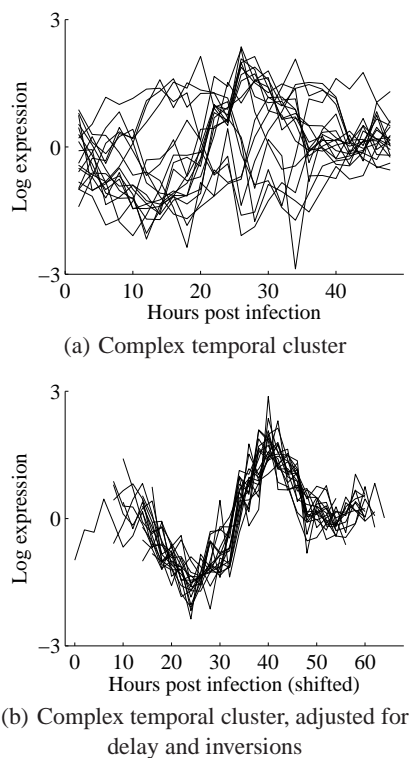 3
0
−3
Log expression
0 10 20 30 40
Hours post infection
(a) Complex temporal cluster
3
0
−3
Log expression
0 10 20 30 40 50 60
Hours post infection (shifted)
(b) Complex temporal cluster, adjusted for
delay and inversions